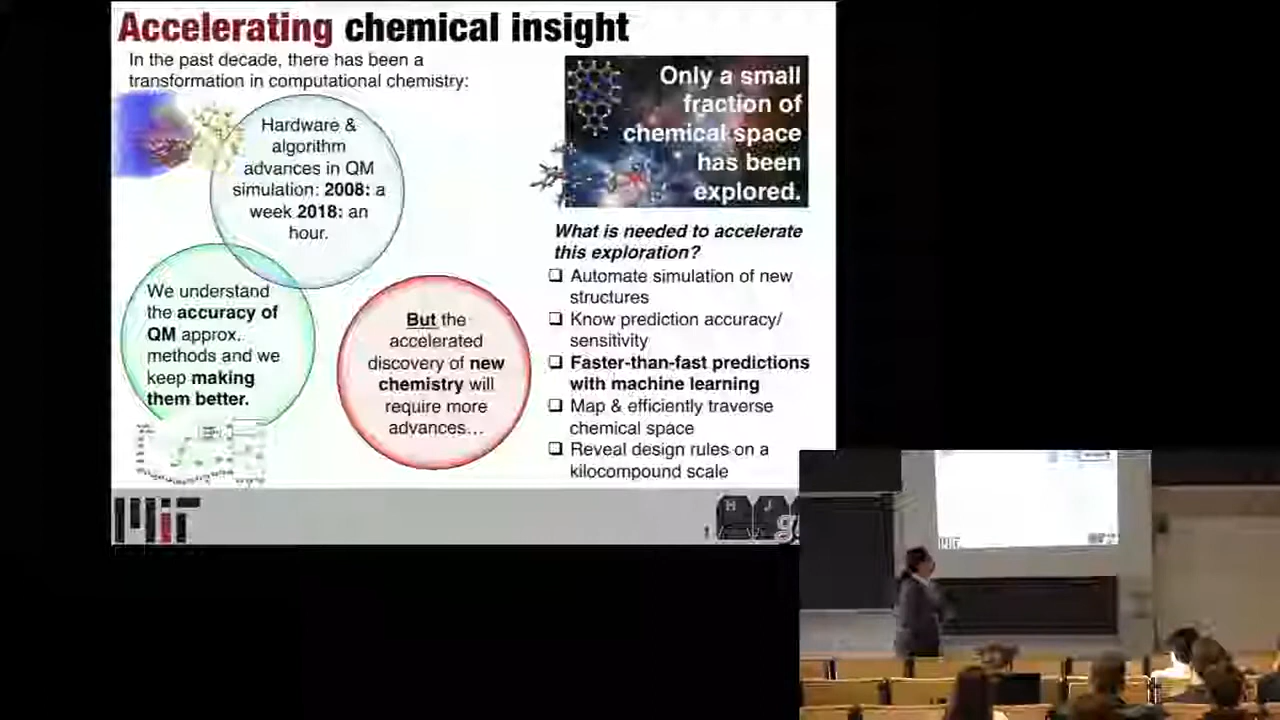 Accelerating chemical insight
In the past decade, there has been a
transformation in computational chemistry:
Hardware &
algorithm
advances in QM
simulation: 2008: a
week 2018: an
hour.
We understand
the accuracy of
QM approx.
methods and we
keep making
them better.
But the
accelerated
discovery of new
chemistry will
require more
advances…
Only a small
fraction of
chemical space
has been
explored.
What is needed to accelerate
this exploration?
❑ Automate simulation of new
structures
❑ Know prediction accuracy/
sensitivity
❑ Faster-than-fast predictions
with machine learning
❑ Map & efficiently traverse
chemical space
❑ Reveal design rules on a
kilocompound scale
MIT
1
H J
g
MIT